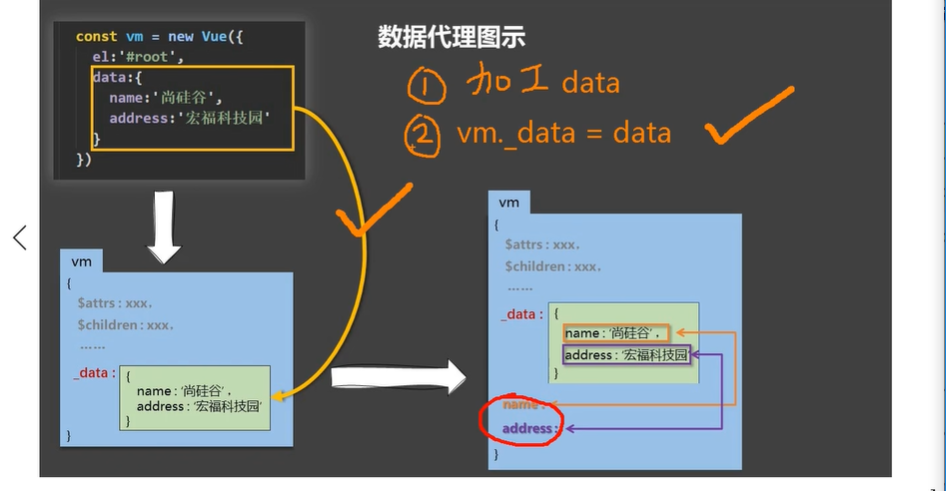 const vm = new Vue({
el:'#root',
data:{
name:'尚硅谷',
address:'宏福科技园'
}
})
数据代理图示
① 加工 data
② vm._data = data
vm
{
$attrs : xxx,
$children : xxx,
……
_data : {
name : '尚硅谷' ,
address : '宏福科技园'
}
}
vm
{
$attrs : xxx,
$children : xxx,
……
_data : {
name : '尚硅谷' ,
address : '宏福科技园'
}
name :
address :
}